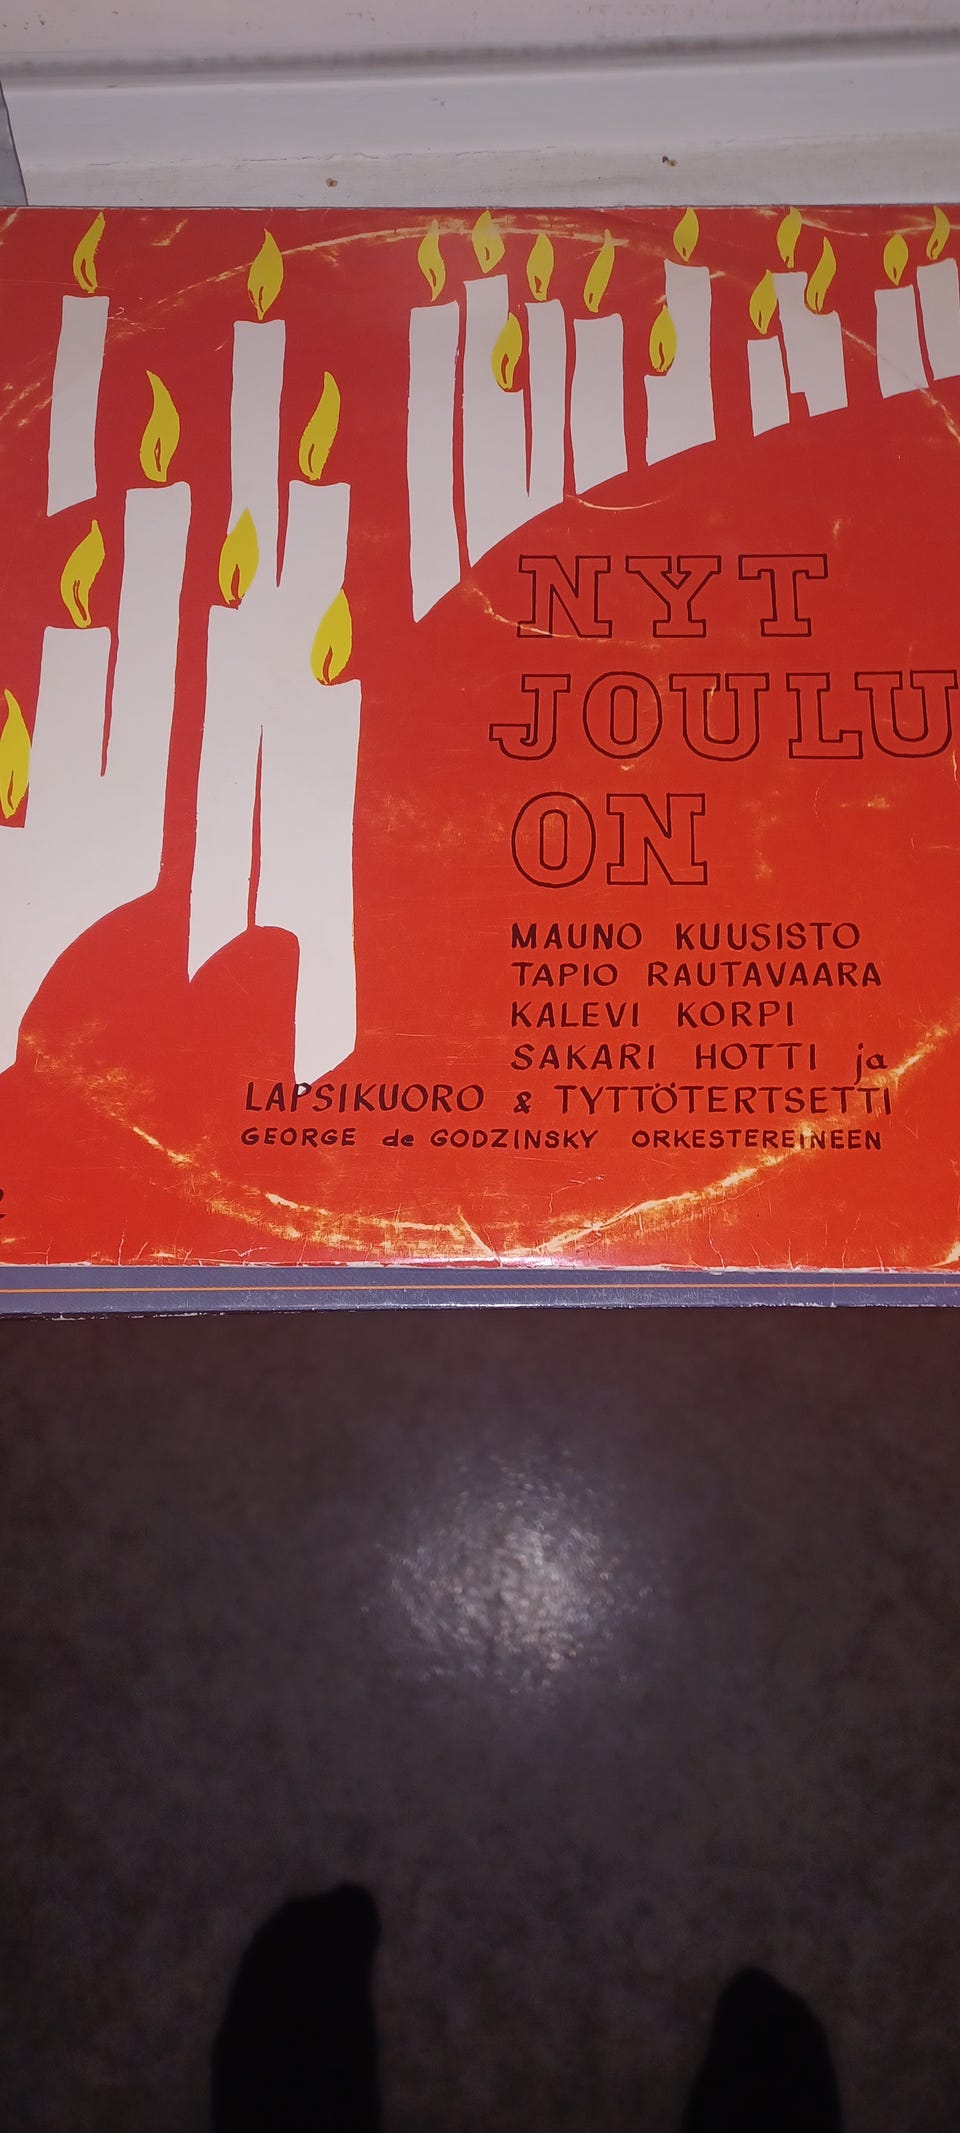 NYT
JOULU
ON
MAUNO KUUSISTO
TAPIO RAUTAVAARA
KALEVI KORPI
SAKARI HOTTI ja
LAPSIKUORO & TYTTÖTERTSETTI
GEORGE de GODZINSKY ORKESTEREINEEN